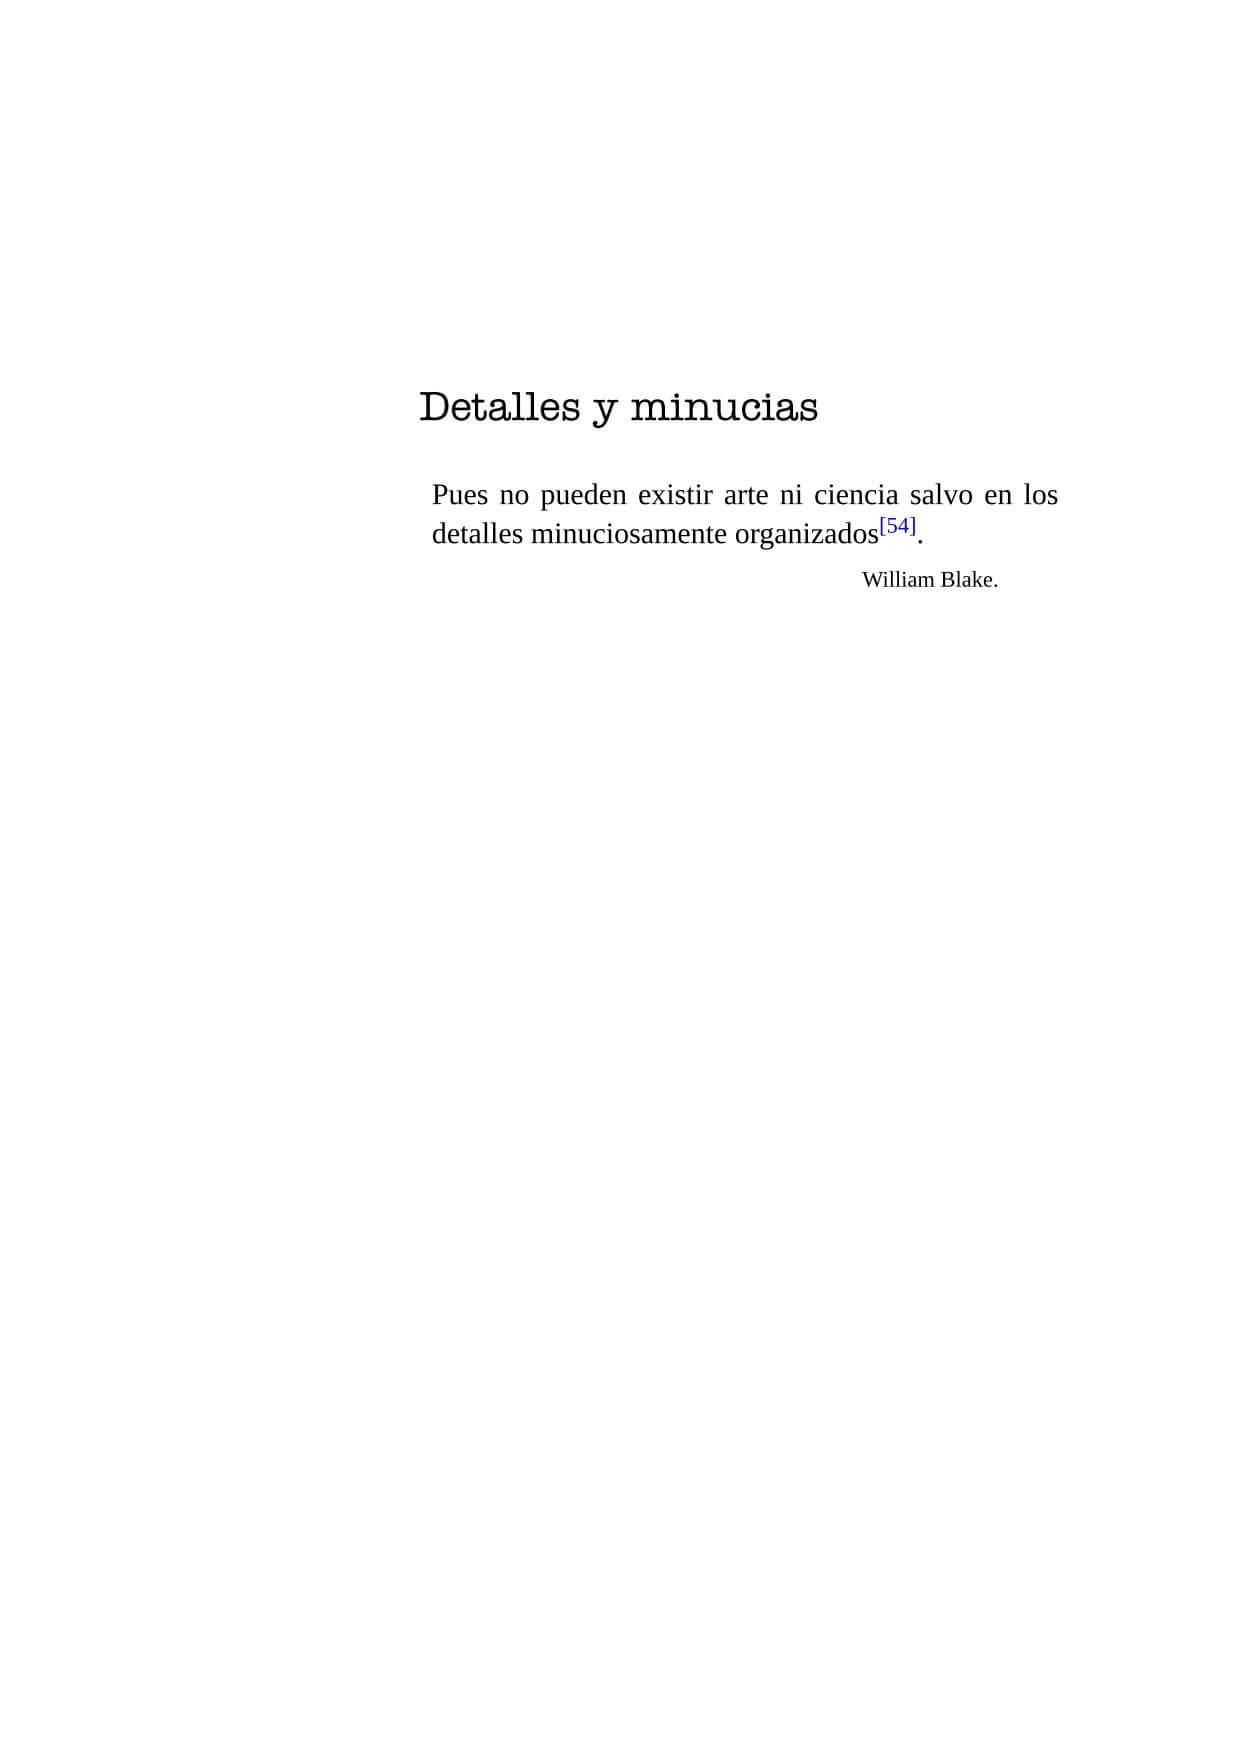 Detalles y minucias
Pues no pueden existir arte ni ciencia salvo en los
detalles minuciosamente organizados[54].
William Blake.